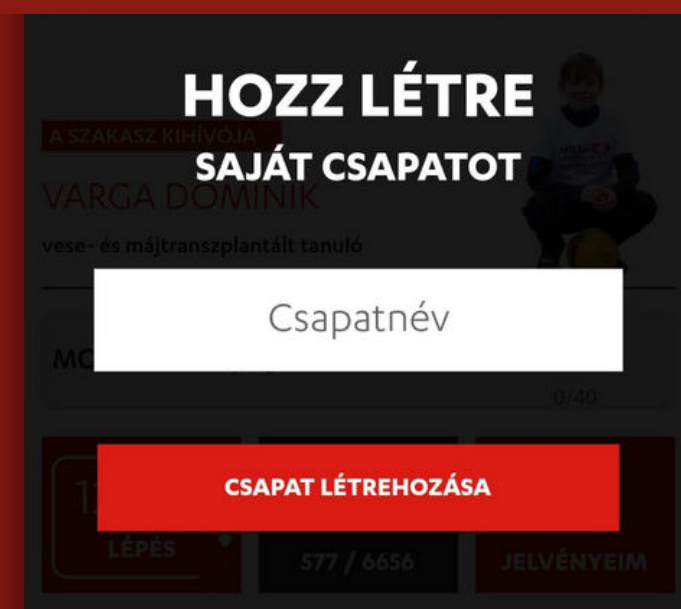 HOZZ LÉTRE
A SZAKASZ KIHÍVÓJA
SAJÁT CSAPATOT
VARGA DOMINIK
vese- és májtranszplantált tanuló
Csapatnév
0/40
CSAPAT LÉTREHOZÁSA
LÉPÉS
577 / 6656
JELVÉNYEIM